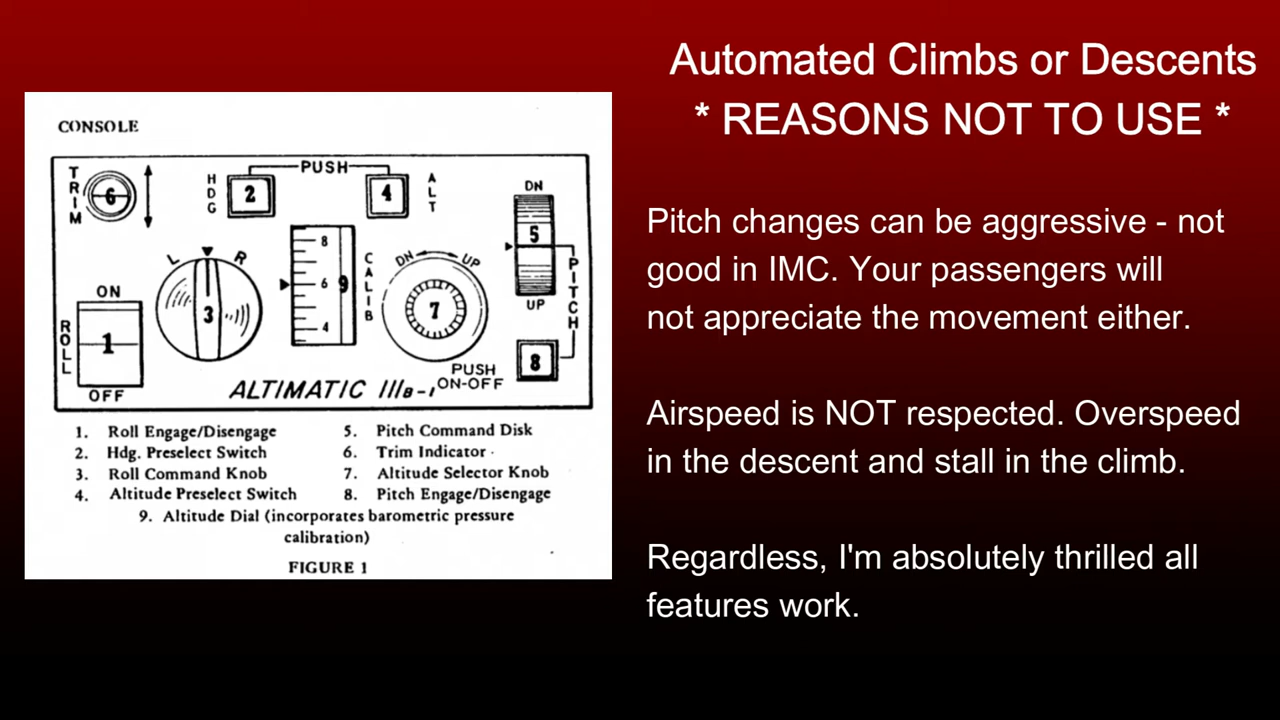 Automated Climbs or Descents
* REASONS NOT TO USE *
CONSOLE
TRIM
6
HDG
PUSH
2
4
ALT
DN
5
UP
PITCH
L
R
3
ON
ROLL
1
OFF
8
6
4
9
CALIB
DN
UP
7
PUSH
ON-OFF
8
ALTIMATIC IIIB-1
1. Roll Engage/Disengage
2. Hdg. Preselect Switch
3. Roll Command Knob
4. Altitude Preselect Switch
5. Pitch Command Disk
6. Trim Indicator
7. Altitude Selector Knob
8. Pitch Engage/Disengage
9. Altitude Dial (incorporates barometric pressure
calibration)
FIGURE 1
Pitch changes can be aggressive - not
good in IMC. Your passengers will
not appreciate the movement either.
Airspeed is NOT respected. Overspeed
in the descent and stall in the climb.
Regardless, I'm absolutely thrilled all
features work.